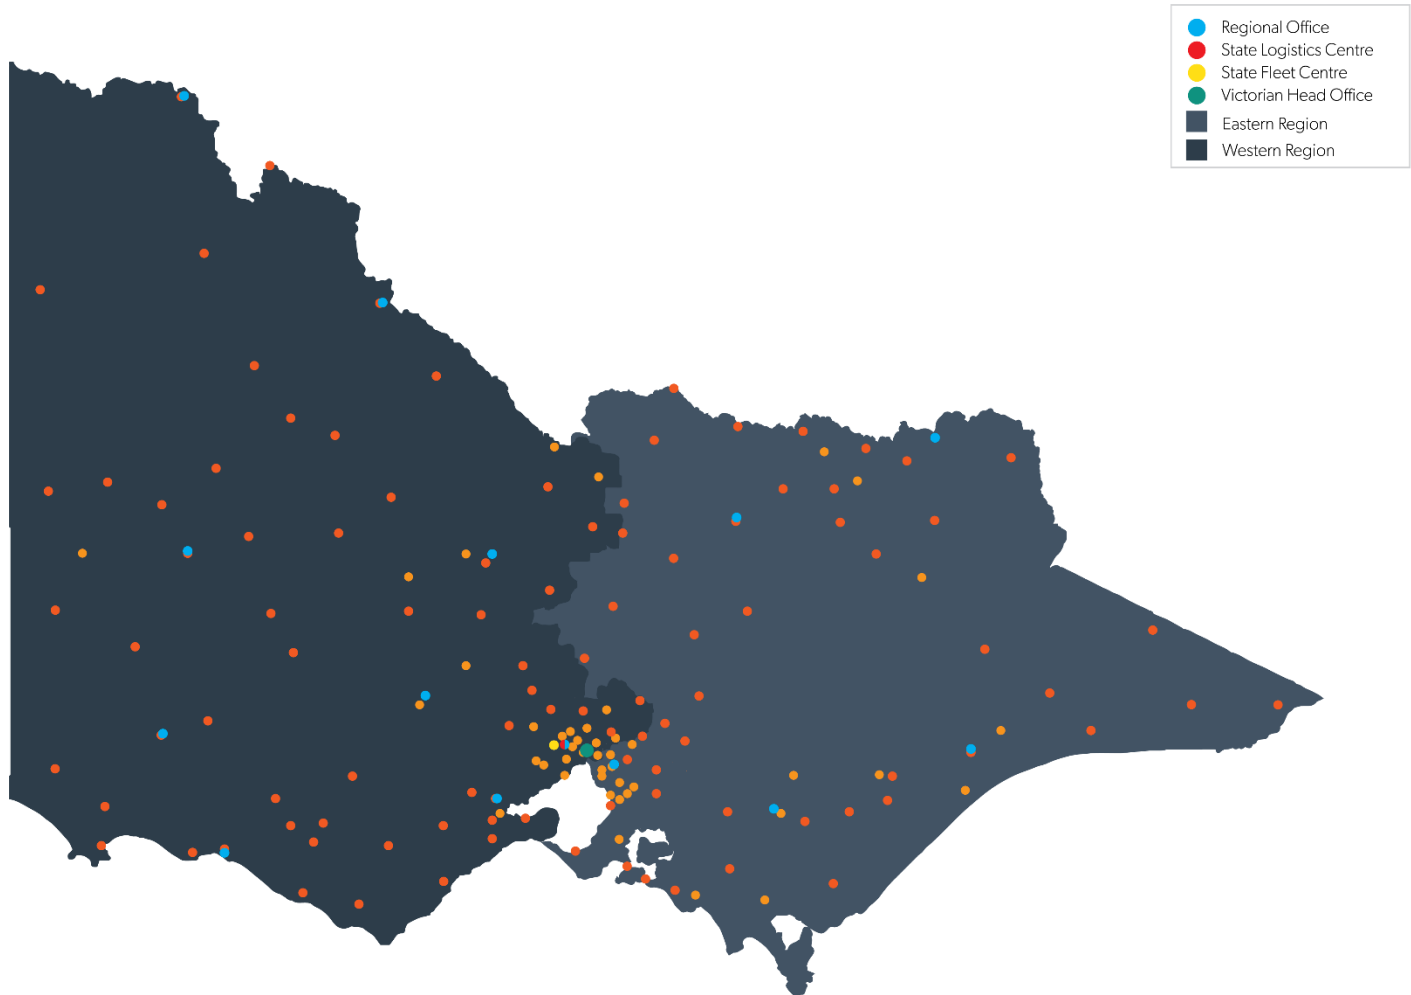 Regional Office
State Logistics Centre
State Fleet Centre
Victorian Head Office
Eastern Region
Western Region